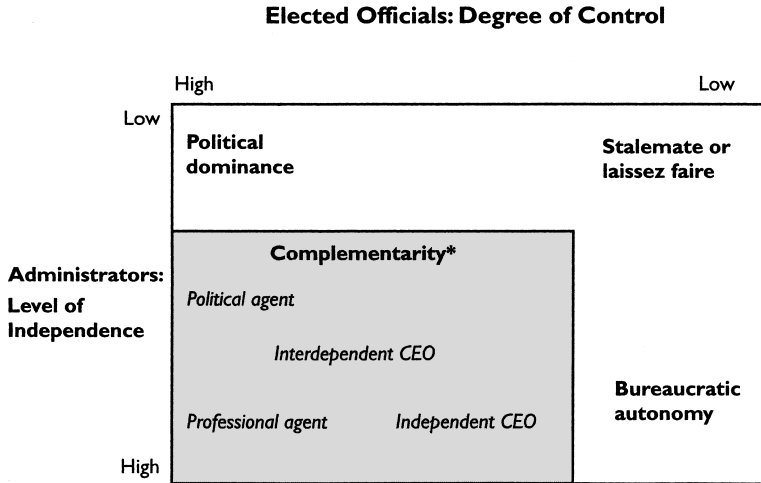 Elected Officials: Degree of Control
High
Low
Low
Political
dominance
Stalemate or
laissez faire
Complementarity*
Administrators:
Level of
Independence
Political agent
Interdependent CEO
Bureaucratic
autonomy
Professional agent
Independent CEO
High